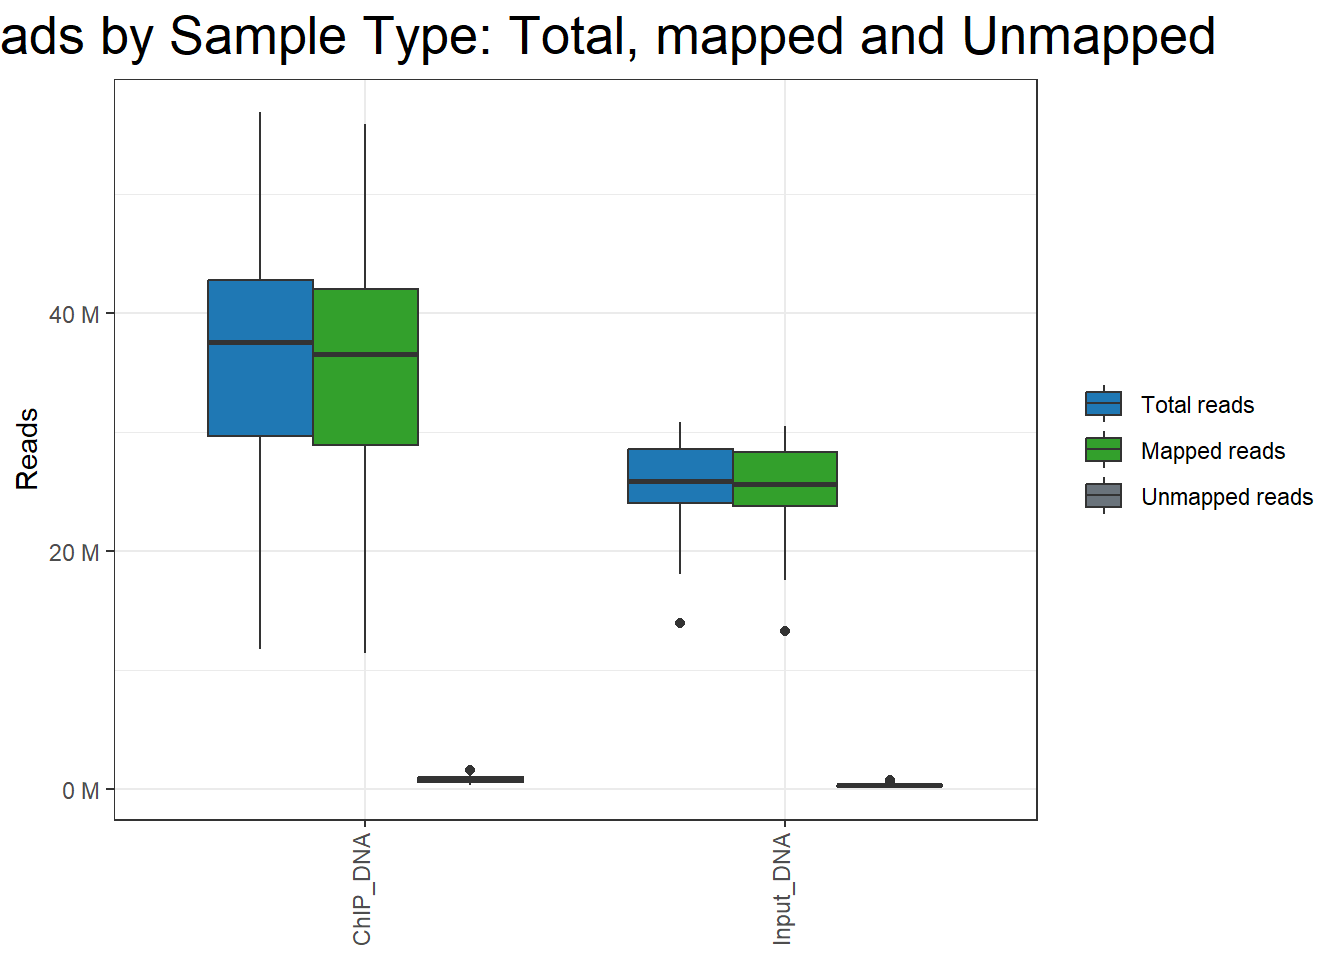 ads by Sample Type: Total, mapped and Unmapped
40 M
20 M
0 M
Reads
ChIP_DNA
Input_DNA
Total reads
Mapped reads
Unmapped reads